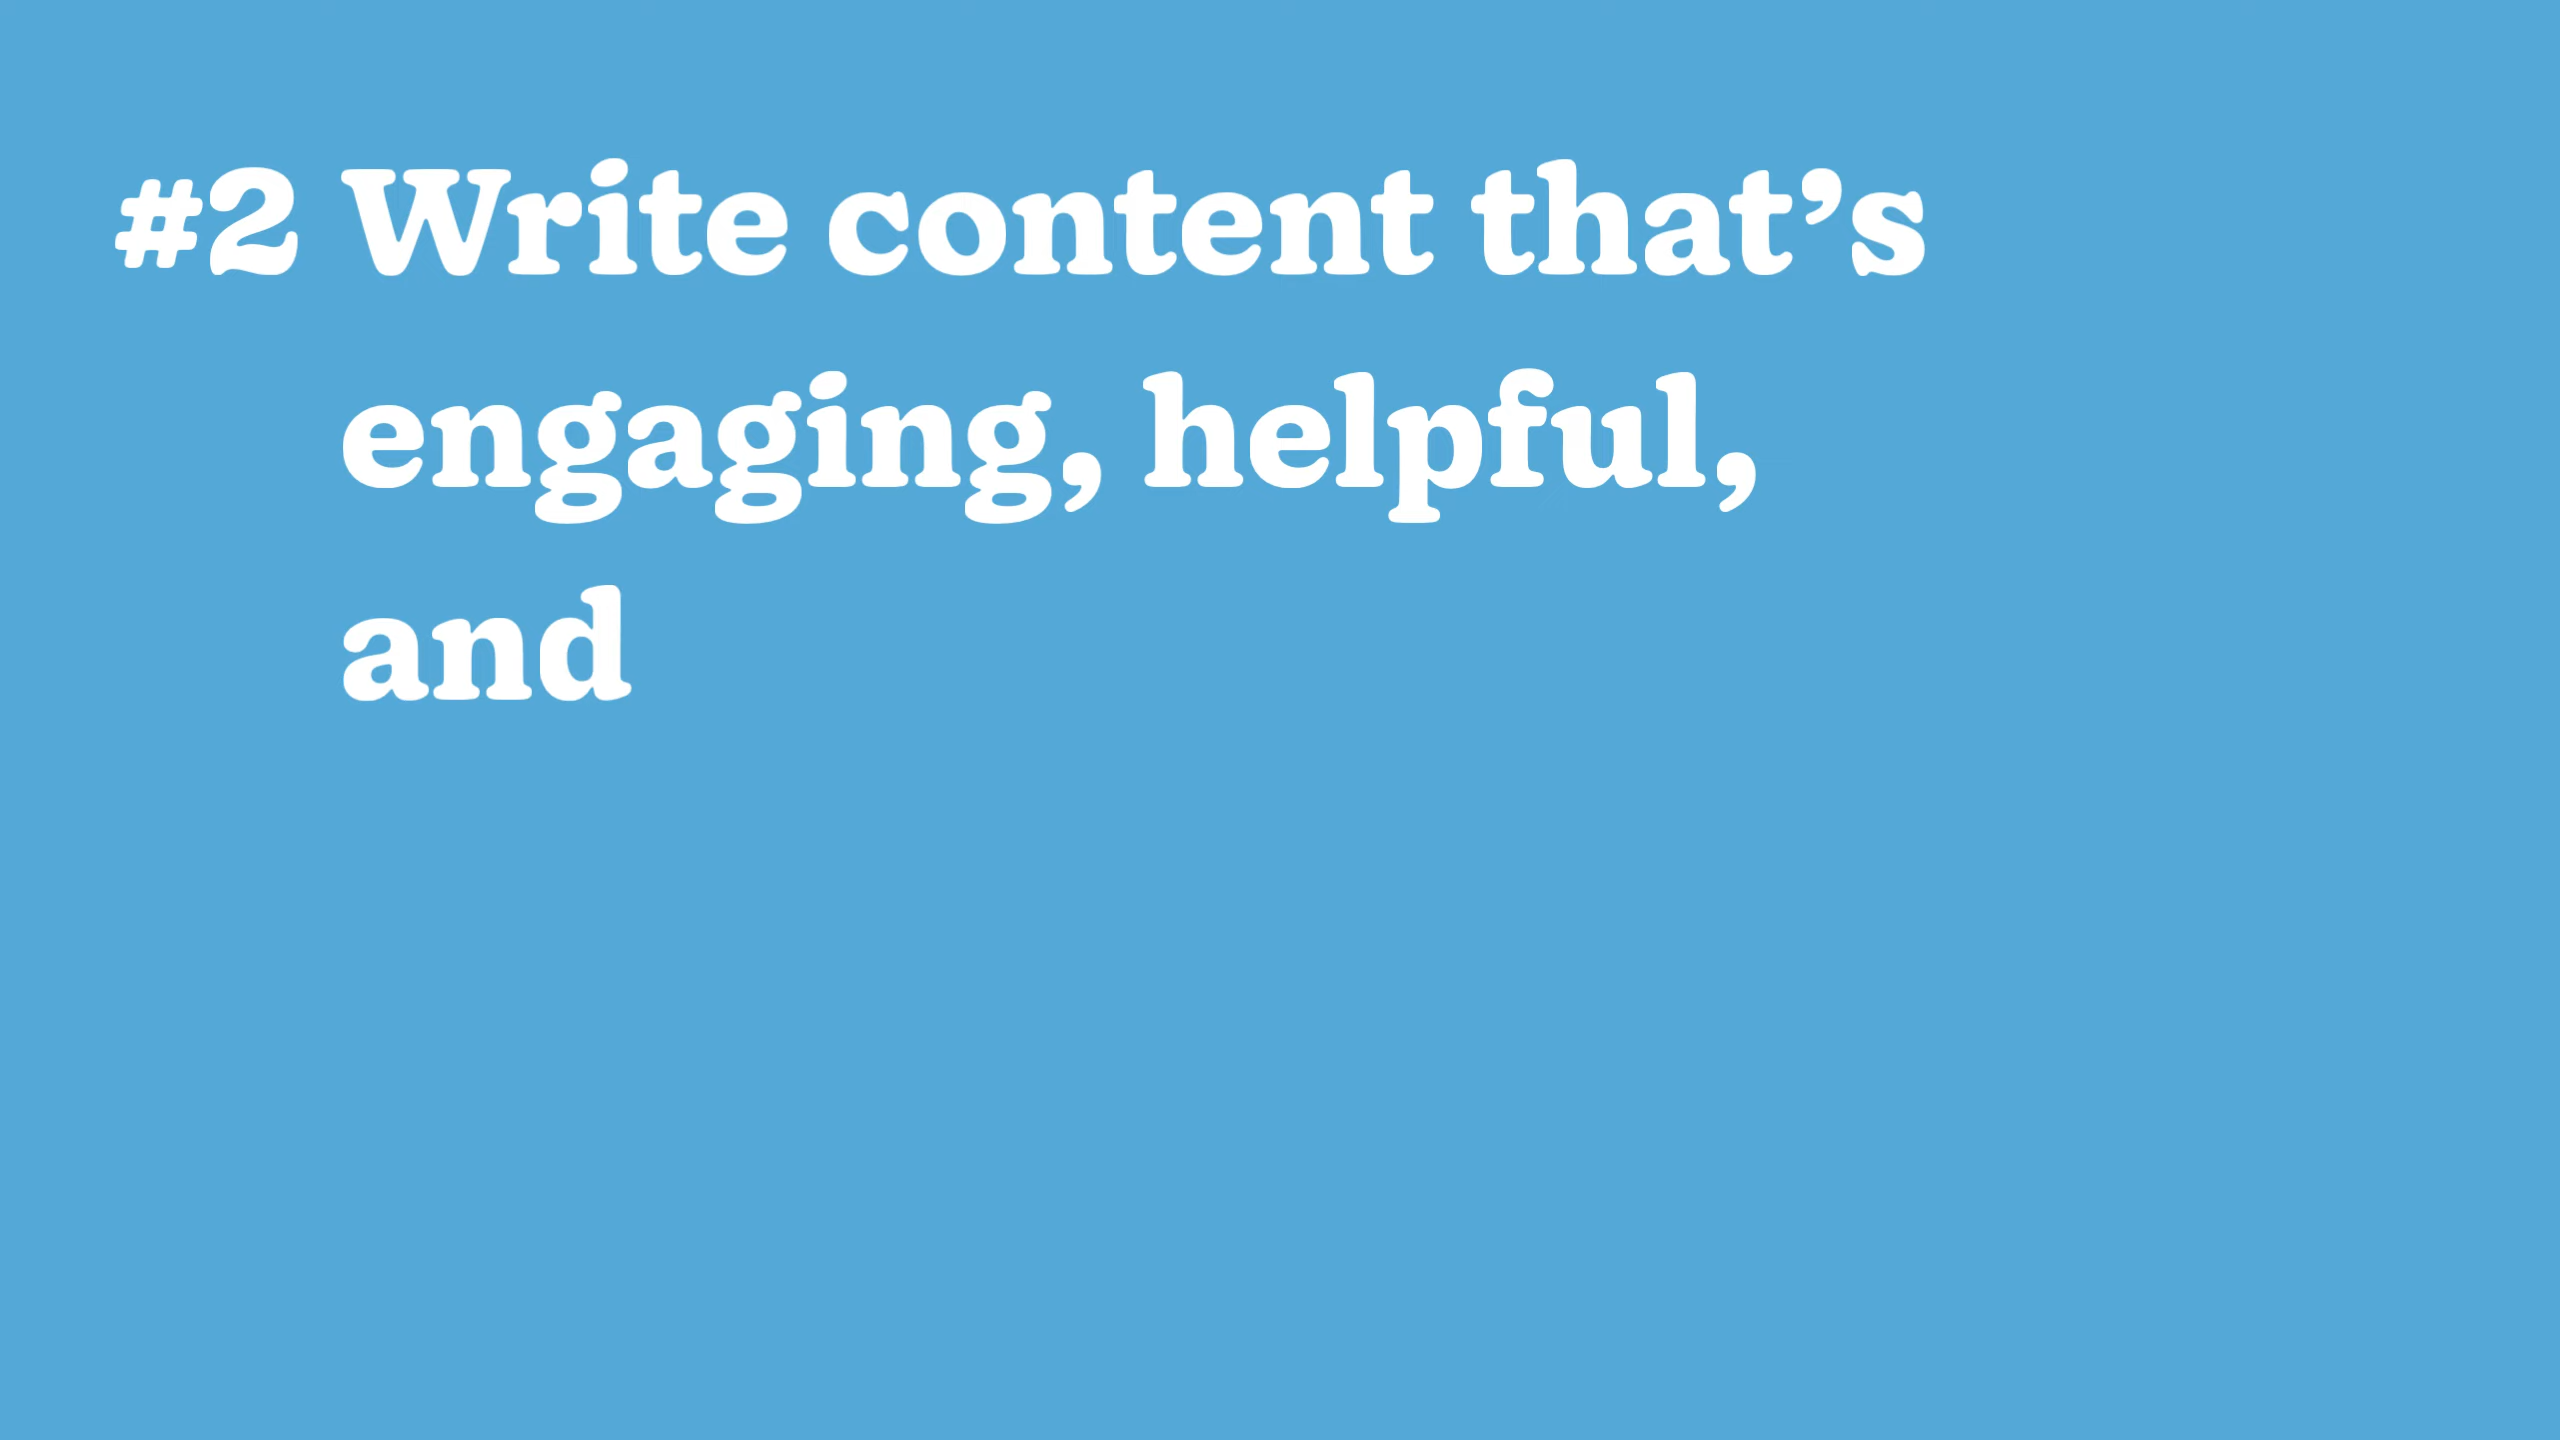 #2 Write content that’s
engaging, helpful,
and